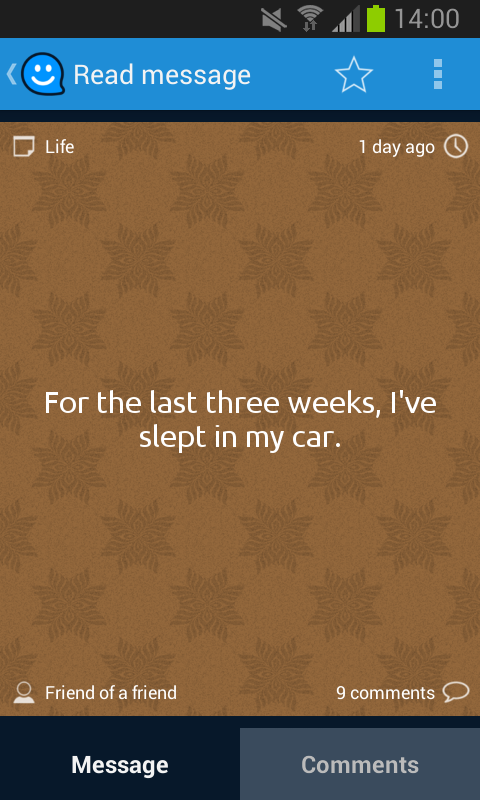 14:00
Read message
Life
1 day ago
For the last three weeks, I've
slept in my car.
Friend of a friend
9 comments
Message
Comments